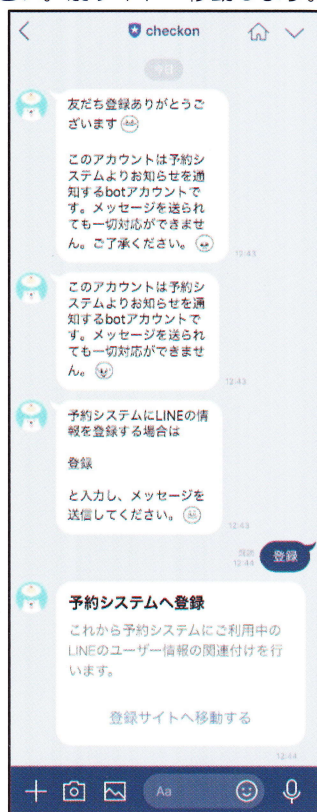 checkon
今日
友だち登録ありがとうご
ざいます
このアカウントは予約シ
ステムよりお知らせを通
知するbotアカウントで
す。メッセージを送られ
ても一切対応ができませ
ん。ご了承ください。
12:43
このアカウントは予約シ
ステムよりお知らせを通
知するbotアカウントで
す。メッセージを送られ
ても一切対応ができませ
ん。
12:43
予約システムにLINEの情
報を登録する場合は
登録
と入力し、メッセージを
送信してください。
12:43
既読
12:44
登録
予約システムへ登録
これから予約システムにご利用中の
LINEのユーザー情報の関連付けを行
います。
登録サイトへ移動する
12:44
Aa